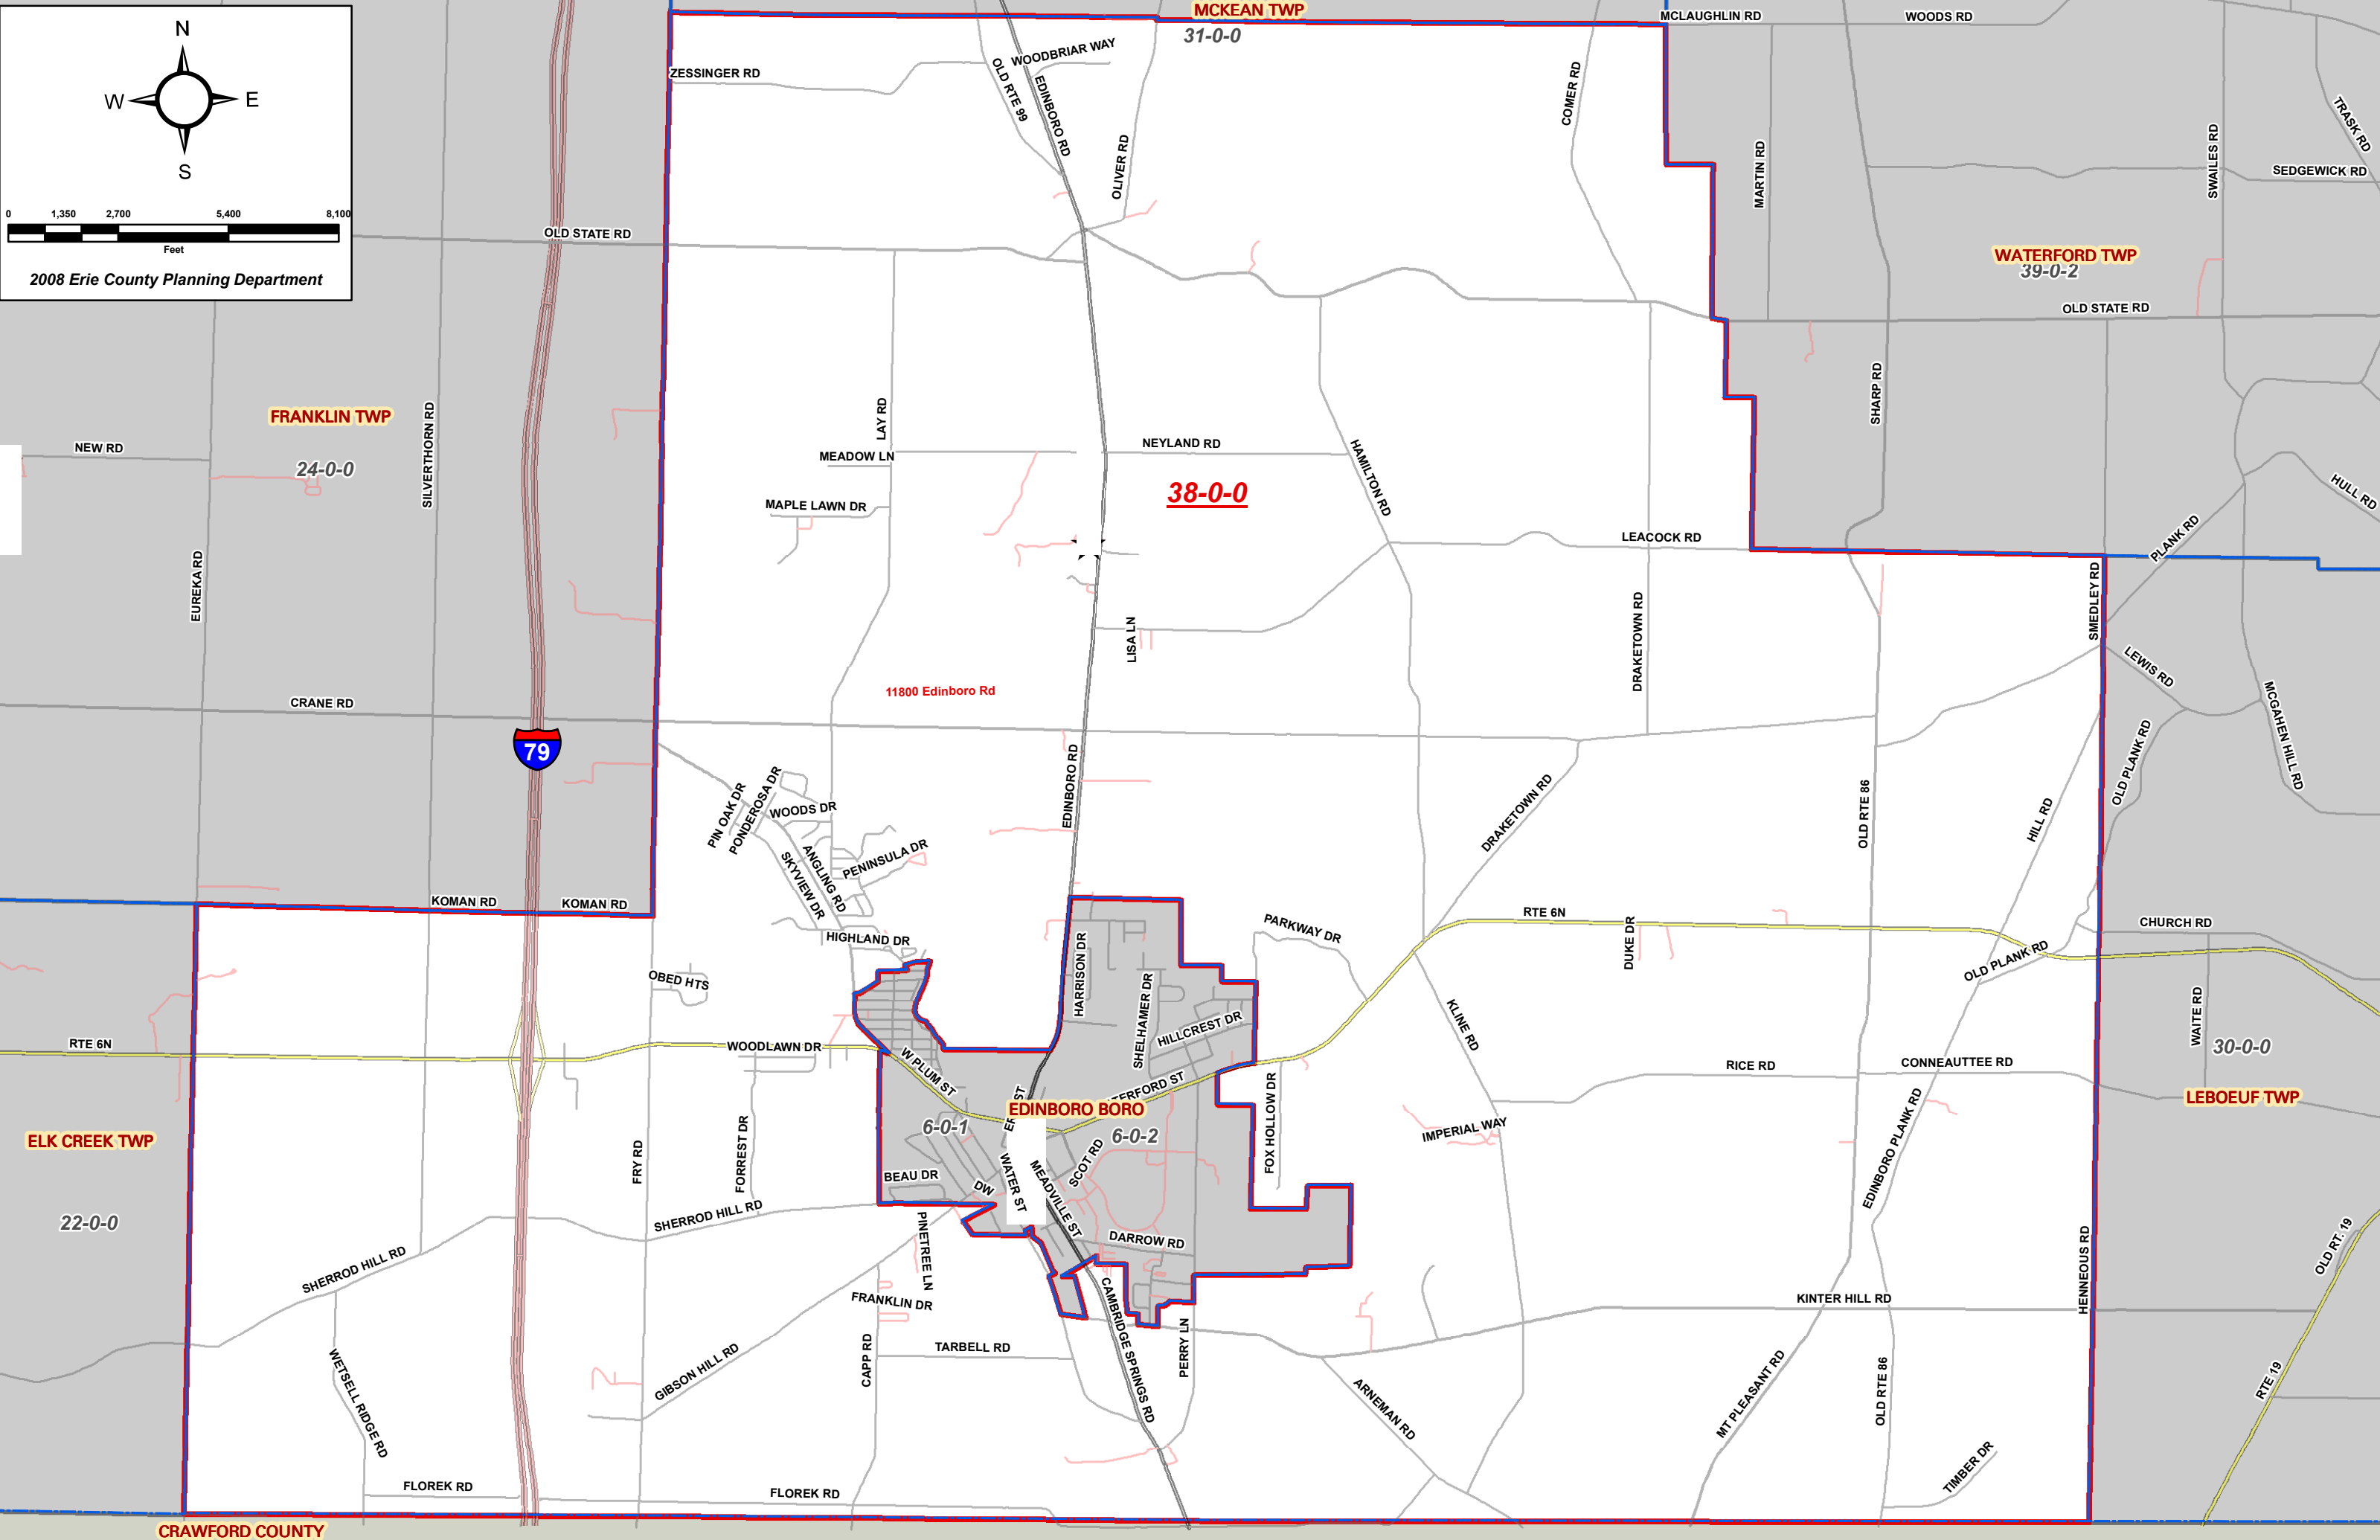 MCKEAN TWP
31-0-0
MCLAUGHLIN RD
WOODS RD
N
W
E
S
0 1,350 2,700 5,400 8,100
Feet
2008 Erie County Planning Department
ZESSINGER RD
WOODBRIAR WAY
OLD RTE 99
EDINBORO RD
OLIVER RD
COMER RD
MARTIN RD
SWAILES RD
TRASK RD
SEDGEWICK RD
OLD STATE RD
WATERFORD TWP
39-0-2
OLD STATE RD
FRANKLIN TWP
24-0-0
NEW RD
SILVERTHORN RD
EUREKA RD
LAY RD
MEADOW LN
MAPLE LAWN DR
NEYLAND RD
38-0-0
HAMILTON RD
SHARP RD
LEACOCK RD
PLANK RD
HULL RD
SMEDLEY RD
LEWIS RD
MCGAHEN HILL RD
LISA LN
DRAKETOWN RD
11800 Edinboro Rd
CRANE RD
79
EDINBORO RD
PIN OAK DR
PONDEROSA DR
WOODS DR
SKYVIEW DR
ANGLING RD
PENINSULA DR
DRAKETOWN RD
OLD RTE 86
HILL RD
OLD PLANK RD
KOMAN RD
KOMAN RD
HIGHLAND DR
HARRISON DR
PARKWAY DR
RTE 6N
DUKE DR
OLD PLANK RD
CHURCH RD
OBED HTS
SHELHAMER DR
HILLCREST DR
KLINE RD
WAITE RD
30-0-0
RTE 6N
WOODLAWN DR
W PLUM ST
RICE RD
CONNEAUTTEE RD
LEBOEUF TWP
EDINBORO BORO
6-0-1
6-0-2
FOX HOLLOW DR
IMPERIAL WAY
EDINBORO PLANK RD
ELK CREEK TWP
22-0-0
FRY RD
FORREST DR
BEAU DR
DW
WATER ST
MEADVILLE ST
SCOT RD
SHERROD HILL RD
SHERROD HILL RD
PINETREE LN
DARROW RD
HENNEOUS RD
OLD RT. 19
KINTER HILL RD
FRANKLIN DR
CAMBRIDGE SPRINGS RD
PERRY LN
TARBELL RD
CAPP RD
GIBSON HILL RD
WETSELL RIDGE RD
ARNEMAN RD
MT PLEASANT RD
OLD RTE 86
RTE 19
TIMBER DR
FLOREK RD
FLOREK RD
CRAWFORD COUNTY